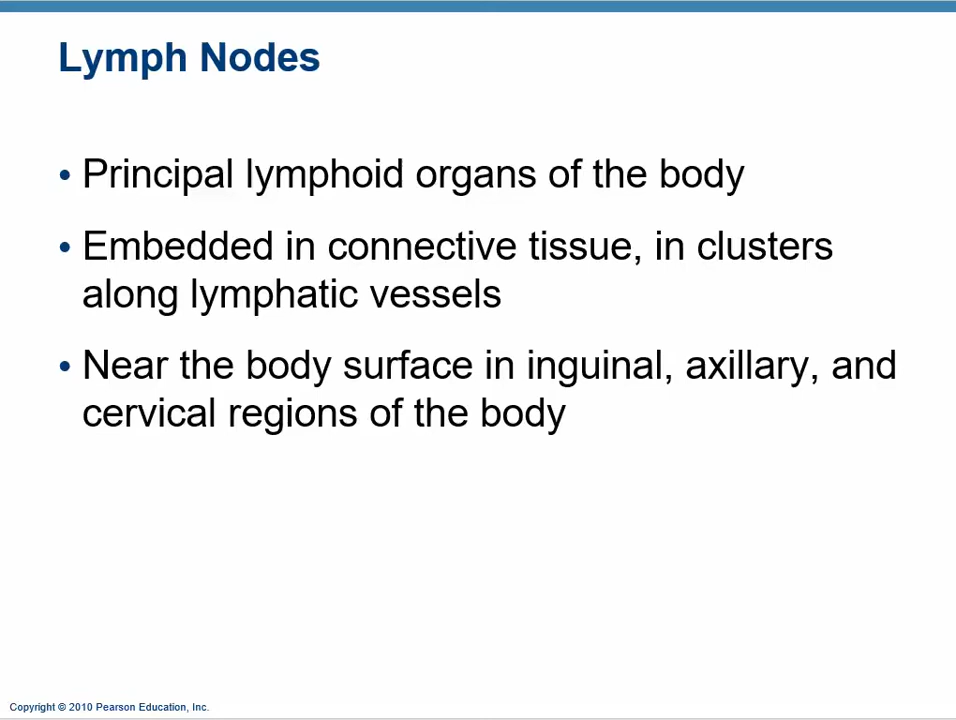 Lymph Nodes
• Principal lymphoid organs of the body
• Embedded in connective tissue, in clusters
along lymphatic vessels
• Near the body surface in inguinal, axillary, and
cervical regions of the body
Copyright © 2010 Pearson Education, Inc.